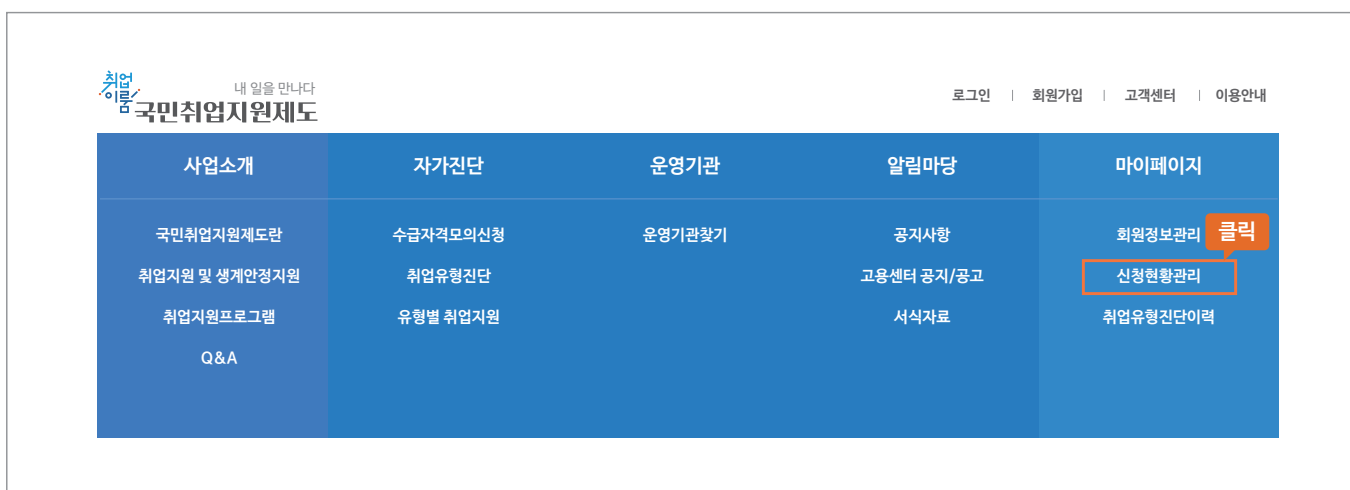 취업이룸
내 일을 만나다
국민취업지원제도
로그인 | 회원가입 | 고객센터 | 이용안내
사업소개 자가진단 운영기관 알림마당 마이페이지
국민취업지원제도란 수급자격모의신청 운영기관찾기 공지사항 회원정보관리 클릭
취업지원 및 생계안정지원 취업유형진단 고용센터 공지/공고 신청현황관리
취업지원프로그램 유형별 취업지원 서식자료 취업유형진단이력
Q&A